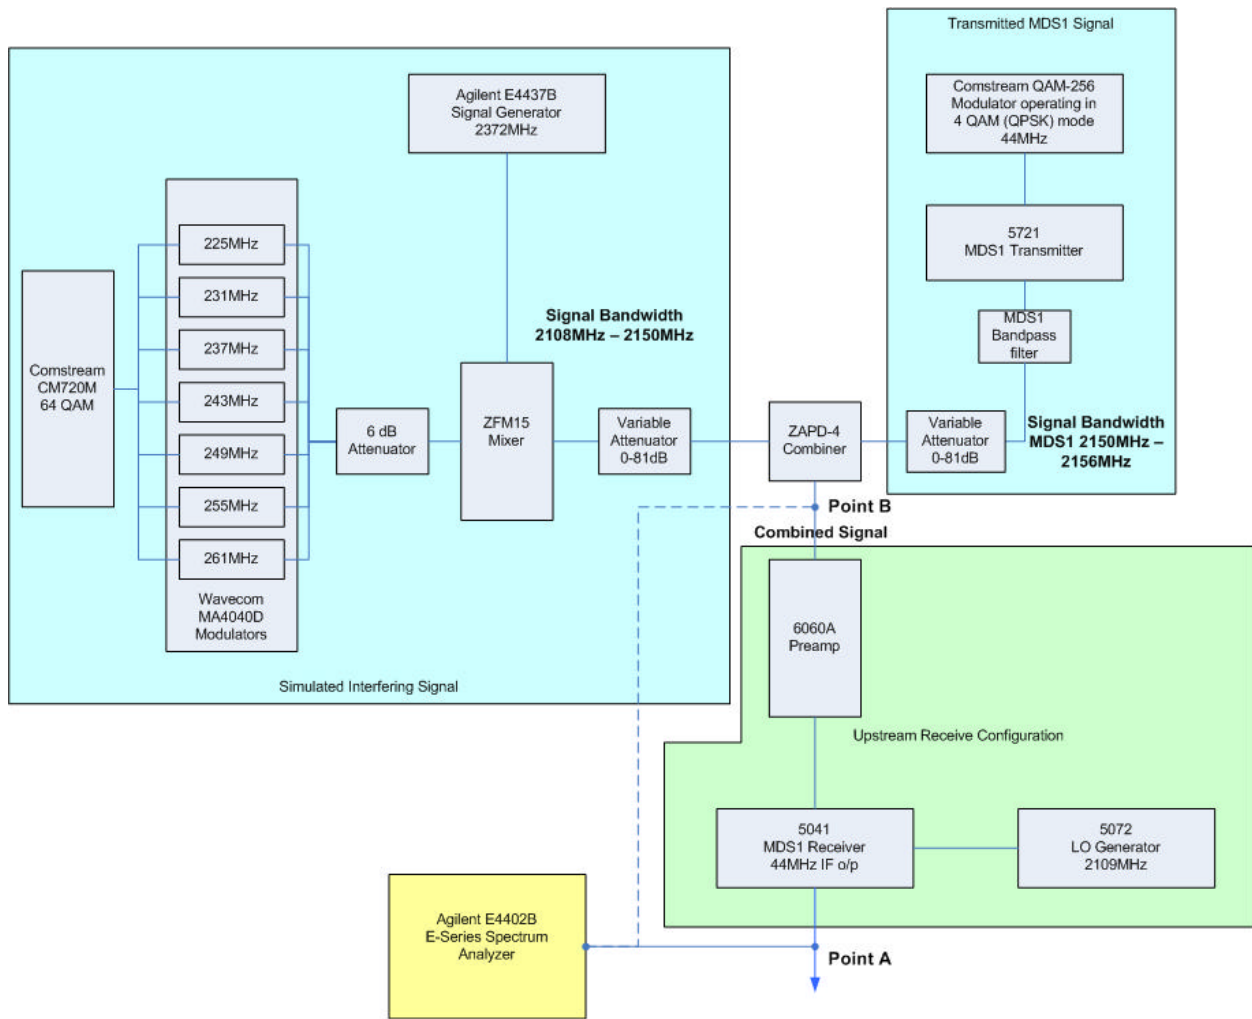 Transmitted MDS1 Signal
Agilent E4437B
Signal Generator
2372MHz
Comstream QAM-256
Modulator operating in
4 QAM (QPSK) mode
44MHz
5721
MDS1 Transmitter
MDS1
Bandpass
filter
Signal Bandwidth
MDS1 2150MHz –
2156MHz
Variable
Attenuator
0-81dB
225MHz
231MHz
237MHz
243MHz
249MHz
255MHz
261MHz
Wavecom
MA4040D
Modulators
Comstream
CM720M
64 QAM
6 dB
Attenuator
Signal Bandwidth
2108MHz – 2150MHz
ZFM15
Mixer
Variable
Attenuator
0-81dB
Simulated Interfering Signal
ZAPD-4
Combiner
Point B
Combined Signal
6060A
Preamp
Upstream Receive Configuration
5041
MDS1 Receiver
44MHz IF o/p
5072
LO Generator
2109MHz
Agilent E4402B
E-Series Spectrum
Analyzer
Point A